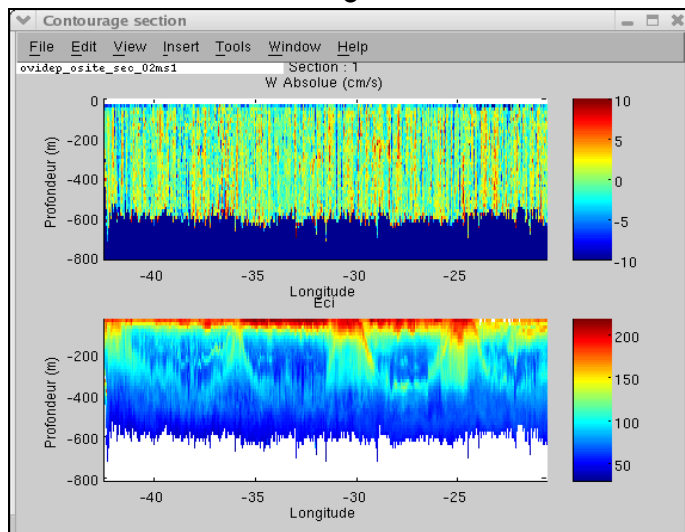 Contourage section
File Edit View Insert Tools Window Help
ovidep_osite_sec_02ms1
Section : 1
W Absolue (cm/s)
0
-200
-400
-600
-800
Profondeur (m)
-40 -35 -30 -25
Longitude
10
5
0
-5
-10
Eci
-200
-400
-600
-800
Profondeur (m)
-40 -35 -30 -25
Longitude
200
150
100
50